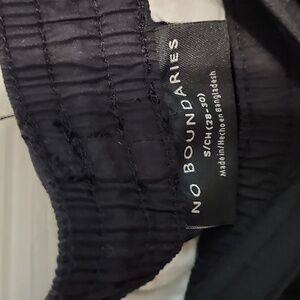 NO BOUNDARIES
S/CH (28-30)
Made in/Hecho en Bangladesh